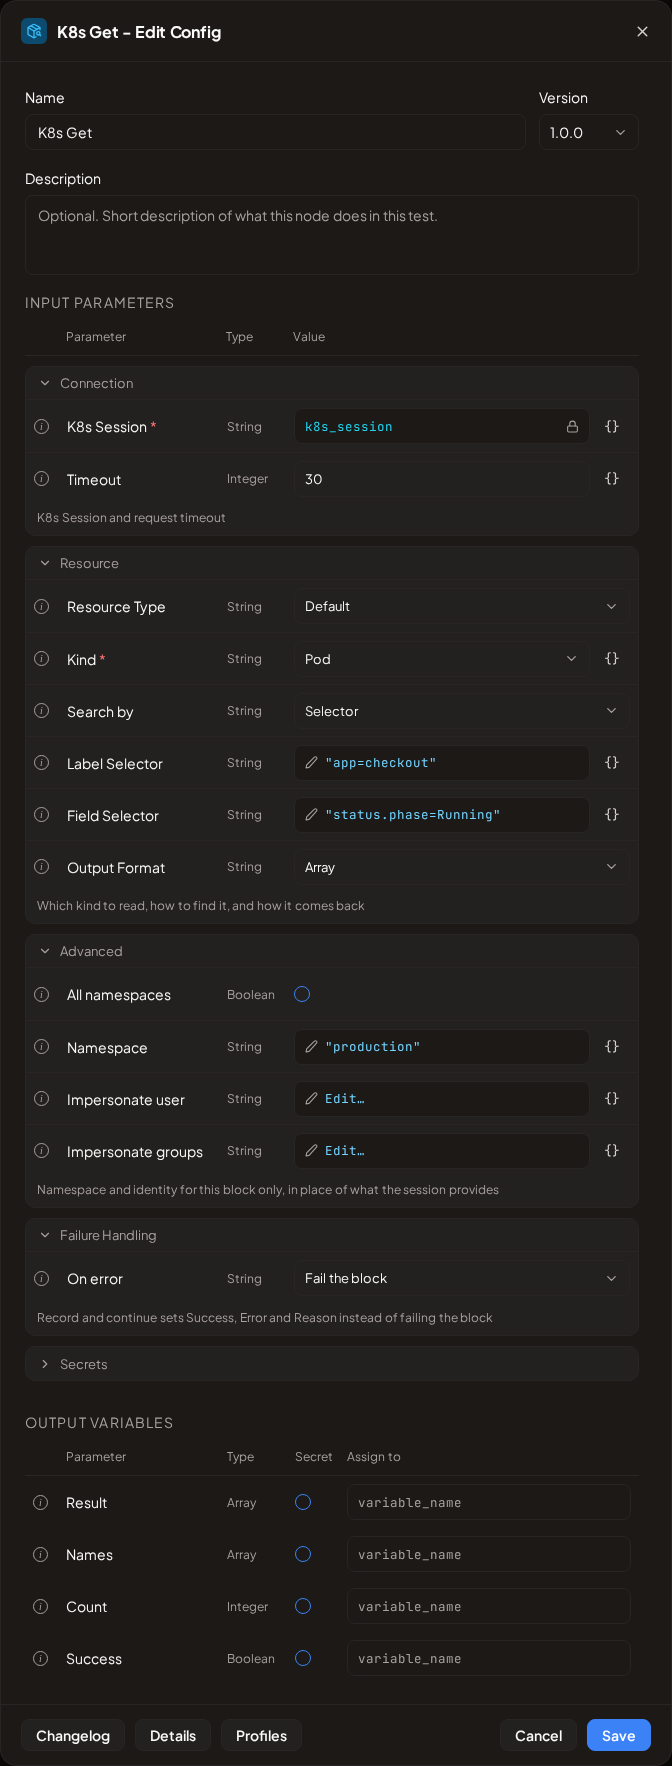 K8s Get - Edit Config
Name
Version
K8s Get
1.0.0
Description
Optional. Short description of what this node does in this test.
INPUT PARAMETERS
Parameter Type Value
Connection
K8s Session * String k8s_session {}
Timeout Integer 30 {}
K8s Session and request timeout
Resource
Resource Type String Default
Kind * String Pod {}
Search by String Selector
Label Selector String "app=checkout" {}
Field Selector String "status.phase=Running" {}
Output Format String Array
Which kind to read, how to find it, and how it comes back
Advanced
All namespaces Boolean
Namespace String "production" {}
Impersonate user String Edit… {}
Impersonate groups String Edit… {}
Namespace and identity for this block only, in place of what the session provides
Failure Handling
On error String Fail the block
Record and continue sets Success, Error and Reason instead of failing the block
Secrets
OUTPUT VARIABLES
Parameter Type Secret Assign to
Result Array variable_name
Names Array variable_name
Count Integer variable_name
Success Boolean variable_name
Changelog Details Profiles Cancel Save